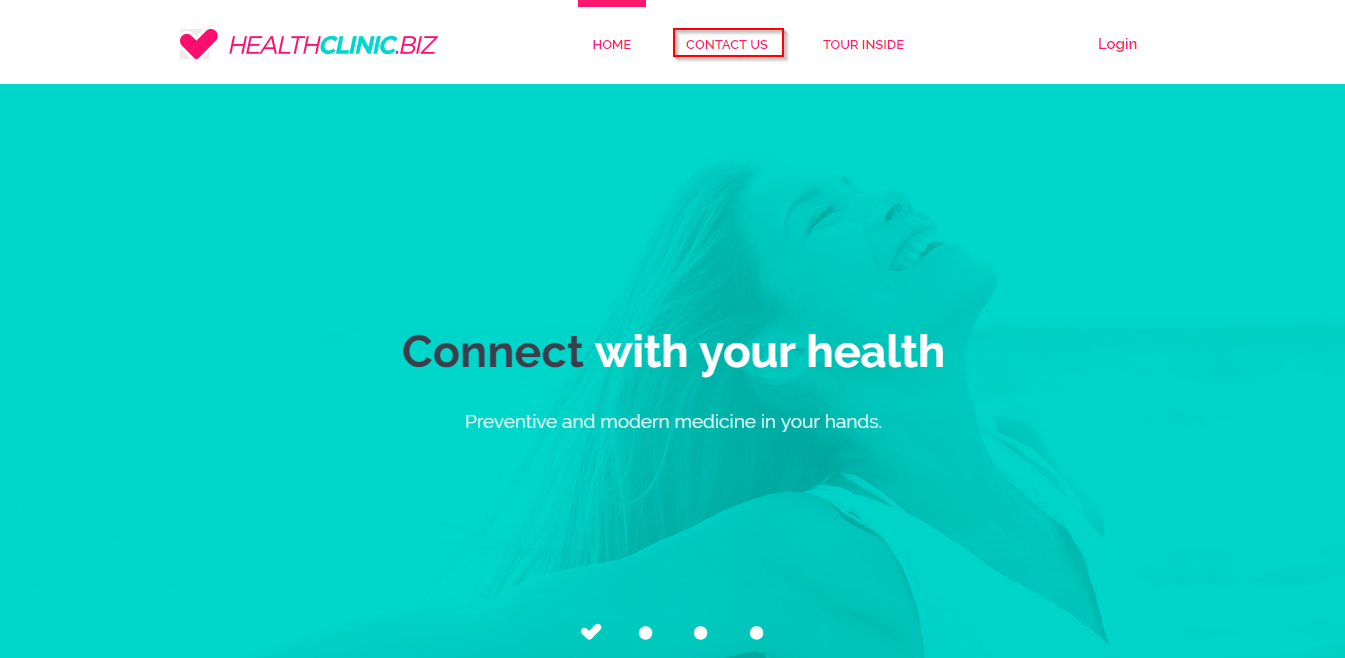 HEALTHCLINIC.BIZ
HOME CONTACT US TOUR INSIDE Login
Connect with your health
Preventive and modern medicine in your hands.